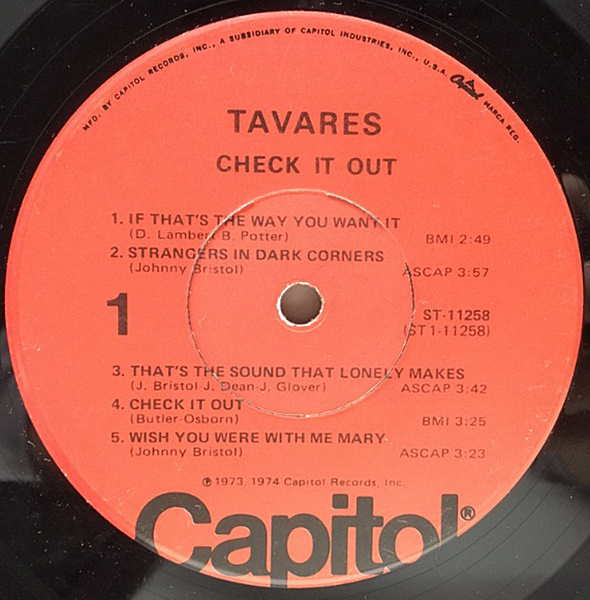 MFD. BY CAPITOL RECORDS, INC., A SUBSIDIARY OF CAPITOL INDUSTRIES, INC., U.S.A. Capitol MARCA REG.
TAVARES
CHECK IT OUT
1. IF THAT'S THE WAY YOU WANT IT
(D. Lambert-B. Potter) BMI 2:49
2. STRANGERS IN DARK CORNERS
(Johnny Bristol) ASCAP 3:57
1
ST-11258
(ST1-11258)
3. THAT'S THE SOUND THAT LONELY MAKES
(J. Bristol-J. Dean-J. Glover) ASCAP 3:42
4. CHECK IT OUT
(Butler-Osborn) BMI 3:25
5. WISH YOU WERE WITH ME MARY
(Johnny Bristol) ASCAP 3:23
℗ 1973, 1974 Capitol Records, Inc.
Capitol®